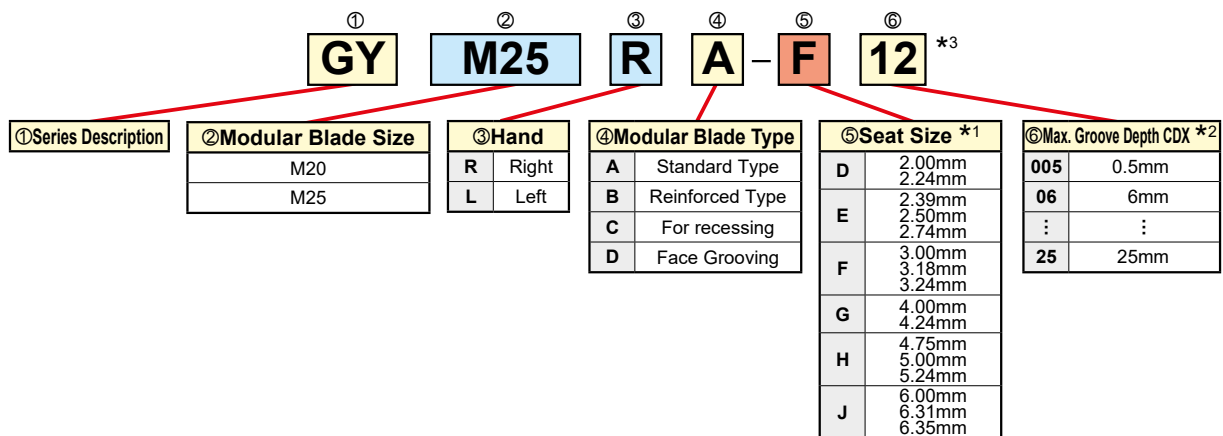 ① ② ③ ④ ⑤ ⑥
GY M25 R A – F 12 *3
①Series Description
②Modular Blade Size
M20
M25
③Hand
R Right
L Left
④Modular Blade Type
A Standard Type
B Reinforced Type
C For recessing
D Face Grooving
⑤Seat Size *1
D 2.00mm
2.24mm
E 2.39mm
2.50mm
2.74mm
F 3.00mm
3.18mm
3.24mm
G 4.00mm
4.24mm
H 4.75mm
5.00mm
5.24mm
J 6.00mm
6.31mm
6.35mm
⑥Max. Groove Depth CDX *2
005 0.5mm
06 6mm
⋮ ⋮
25 25mm